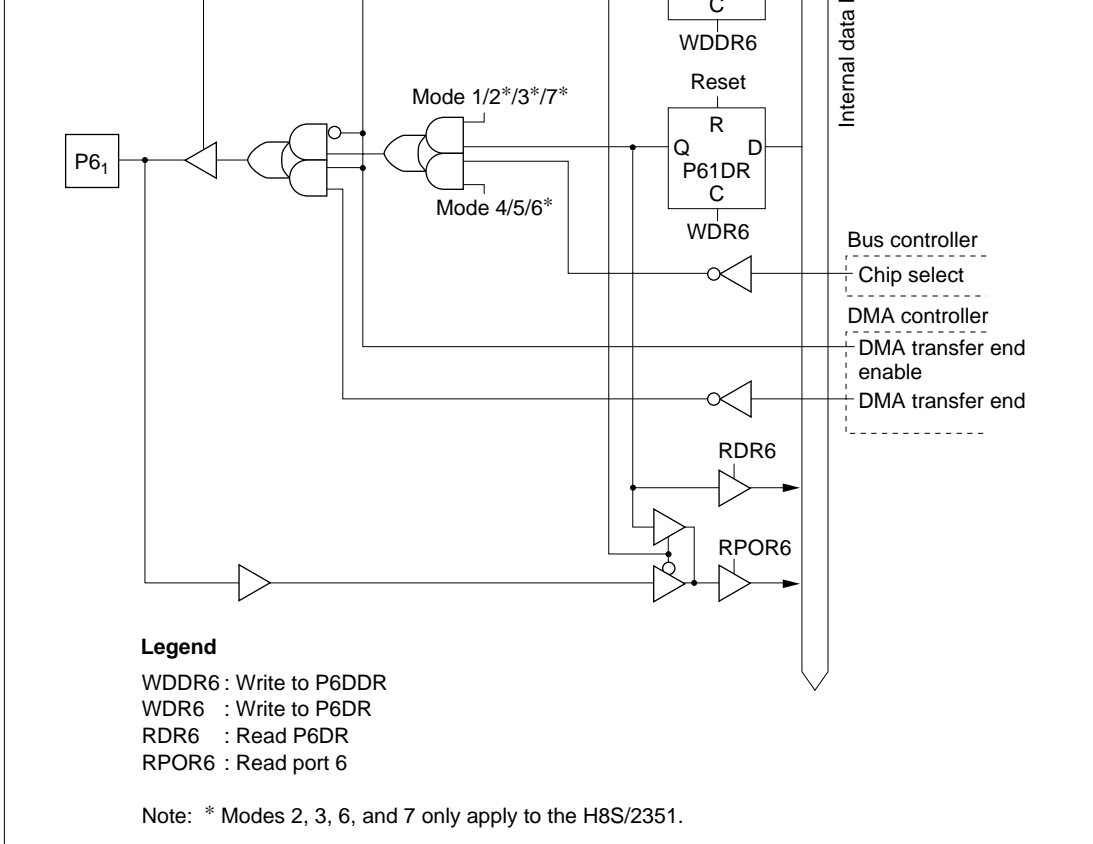 C
WDDR6
Internal data
Reset
Mode 1/2*/3*/7*
R
P6₁
Q
D
P61DR
C
Mode 4/5/6*
WDR6
Bus controller
Chip select
DMA controller
DMA transfer end
enable
DMA transfer end
RDR6
RPOR6
Legend
WDDR6 : Write to P6DDR
WDR6 : Write to P6DR
RDR6 : Read P6DR
RPOR6 : Read port 6
Note: * Modes 2, 3, 6, and 7 only apply to the H8S/2351.